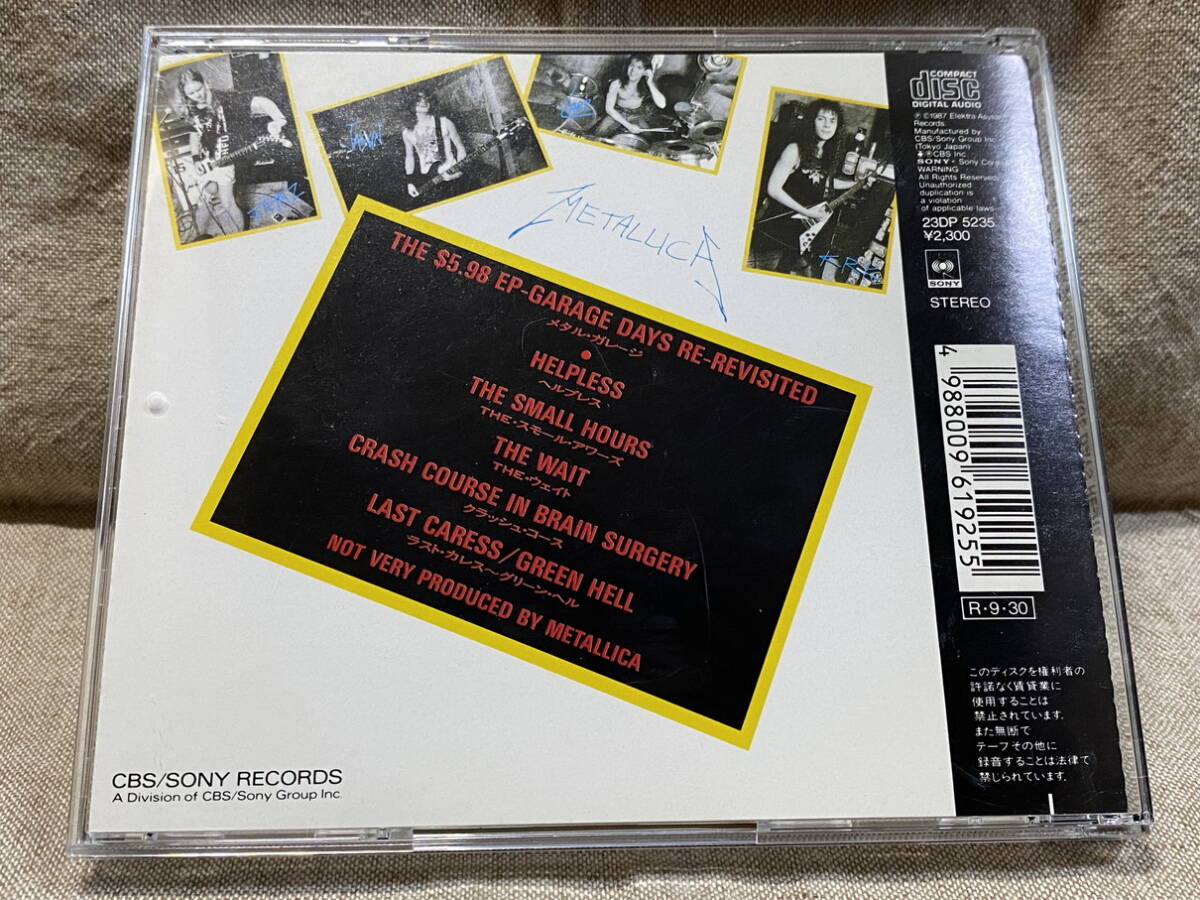 METALLICA
THE $5.98 EP-GARAGE DAYS RE-REVISITED
メタル・ガレージ
HELPLESS
ヘルプレス
THE SMALL HOURS
THE・スモール・アワーズ
THE WAIT
THE・ウェイト
CRASH COURSE IN BRAIN SURGERY
クラッシュ・コース
LAST CARESS/GREEN HELL
ラスト・カレス〜グリーン・ヘル
NOT VERY PRODUCED BY METALLICA
CBS/SONY RECORDS
A Division of CBS/Sony Group Inc.
COMPACT
disc
DIGITAL AUDIO
℗©1987 Elektra
Records.
Manufactured by
CBS/Sony Group Inc.
(Tokyo Japan)
CBS Inc.
SONY・Sony
WARNING
All Rights Reserved.
Unauthorized
duplication is
a violation
of applicable laws
23DP 5235
¥2,300
SONY
STEREO
4 988009 619255
R・9・30
このディスクを権利者の
許諾なく賃貸業に
使用することは
禁止されています。
また無断で
テープその他に
録音することは法律で
禁じられています。